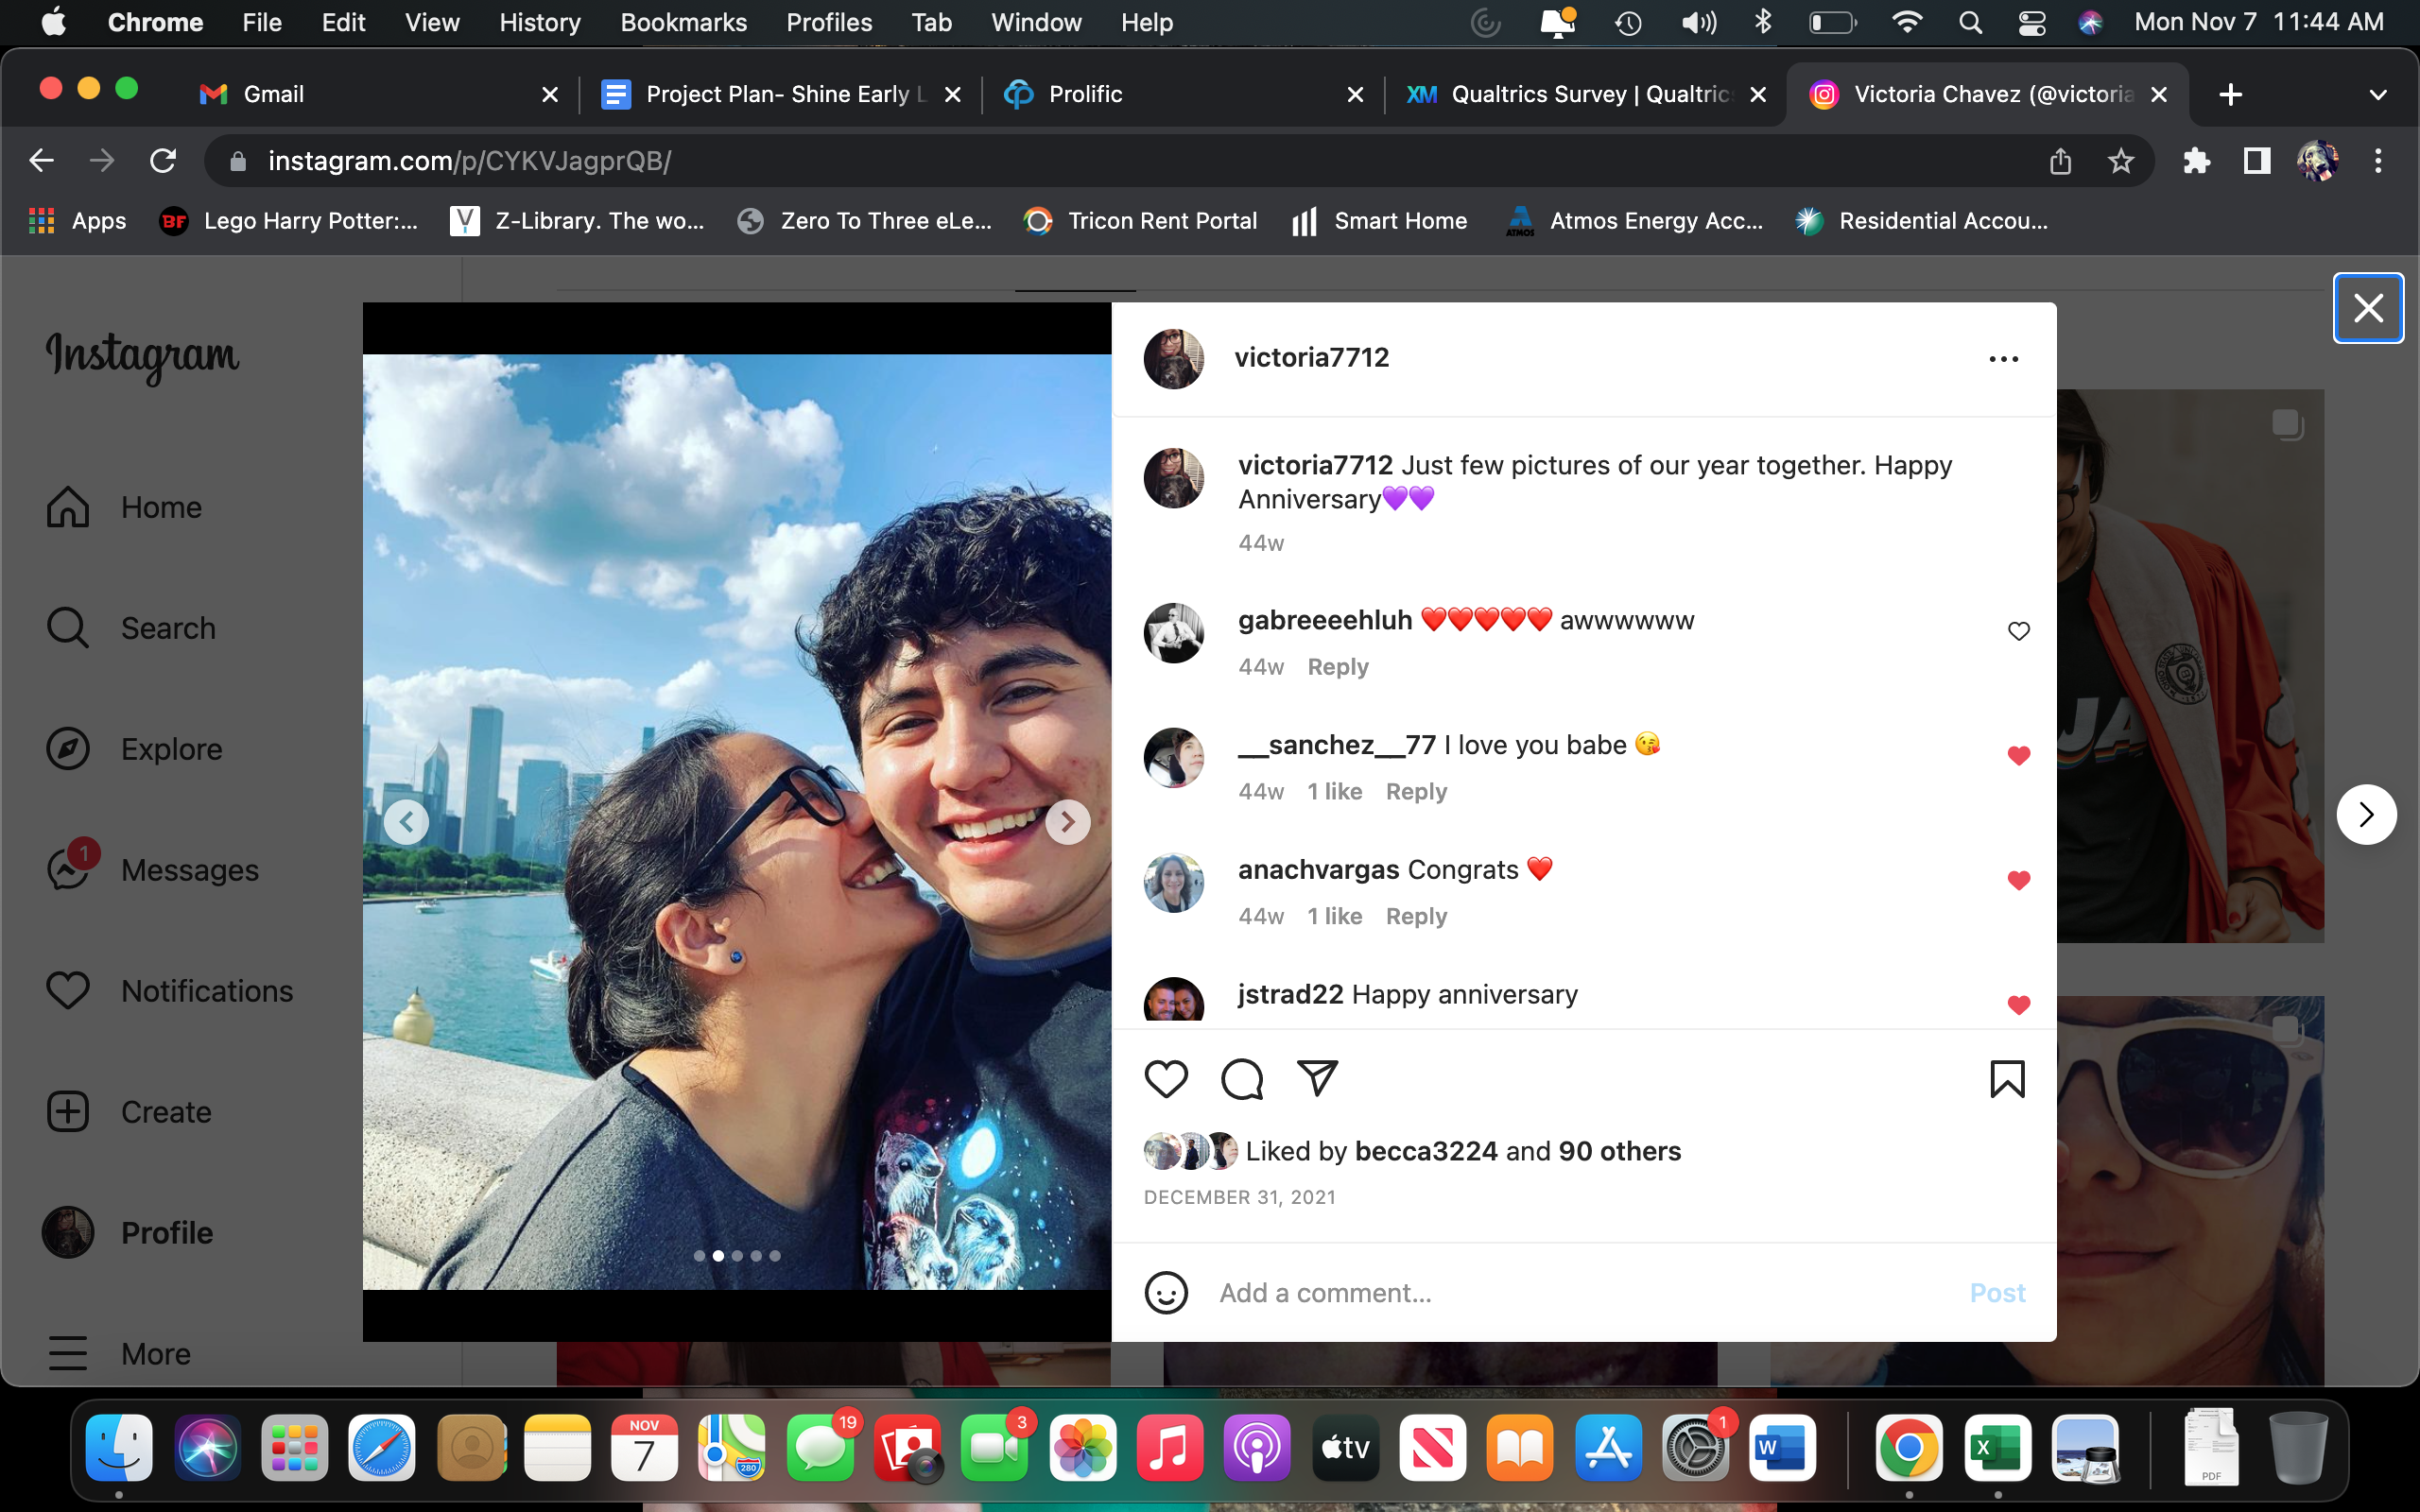 Chrome File Edit View History Bookmarks Profiles Tab Window Help Mon Nov 7 11:44 AM
Gmail Project Plan- Shine Early L Prolific XM Qualtrics Survey | Qualtric Victoria Chavez (@victoria
instagram.com/p/CYKVJagprQB/
Apps BF Lego Harry Potter:... Z-Library. The wo... Zero To Three eLe... Tricon Rent Portal Smart Home ATMOS Atmos Energy Acc... Residential Accou...
Instagram
Home
Search
Explore
1
Messages
Notifications
Create
Profile
More
victoria7712
victoria7712 Just few pictures of our year together. Happy
Anniversary💜💜
44w
gabreeeehluh ❤️❤️❤️❤️❤️ awwwwww
44w Reply
__sanchez__77 I love you babe 😘
44w 1 like Reply
anachvargas Congrats ❤️
44w 1 like Reply
jstrad22 Happy anniversary
Liked by becca3224 and 90 others
DECEMBER 31, 2021
Add a comment... Post
JA
NOV
7
280
19
3
tv
1
W
X
PDF